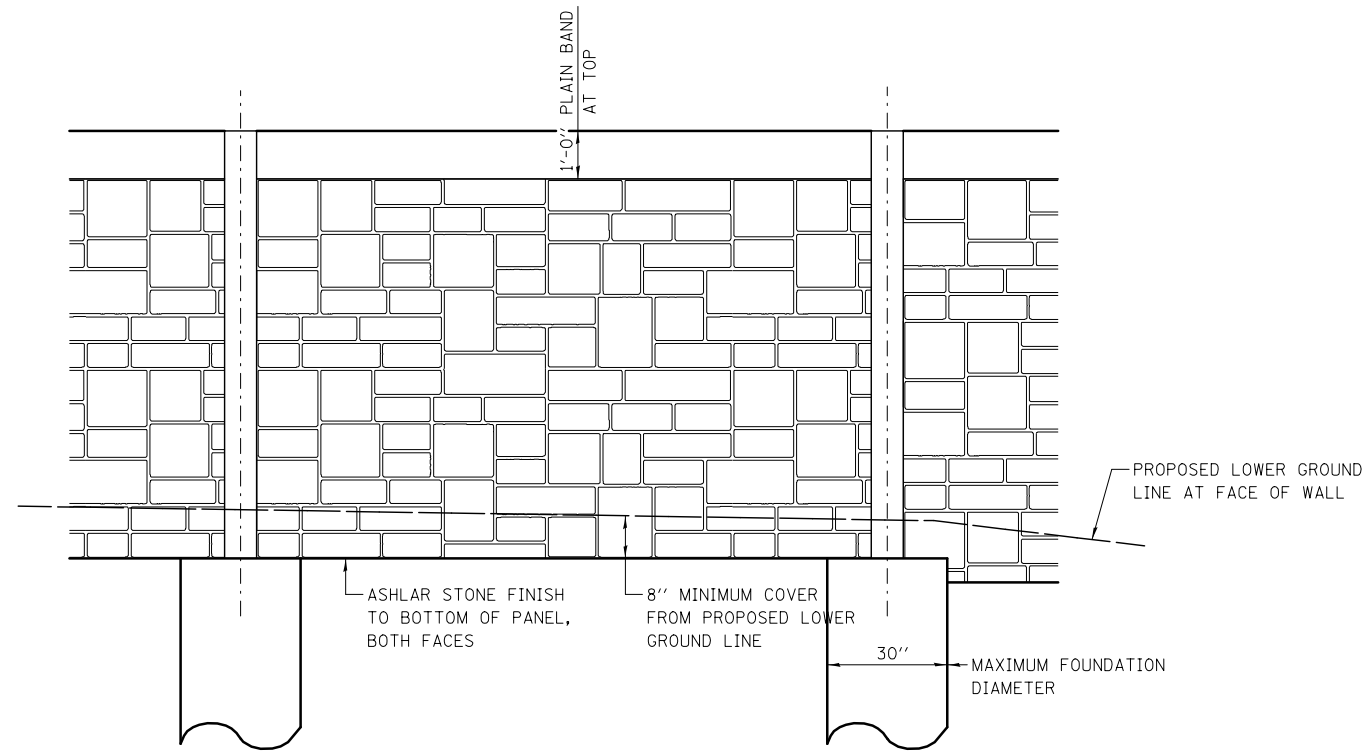 1'-0" PLAIN BAND
AT TOP
PROPOSED LOWER GROUND
LINE AT FACE OF WALL
ASHLAR STONE FINISH
TO BOTTOM OF PANEL,
BOTH FACES
8" MINIMUM COVER
FROM PROPOSED LOWER
GROUND LINE
30"
MAXIMUM FOUNDATION
DIAMETER